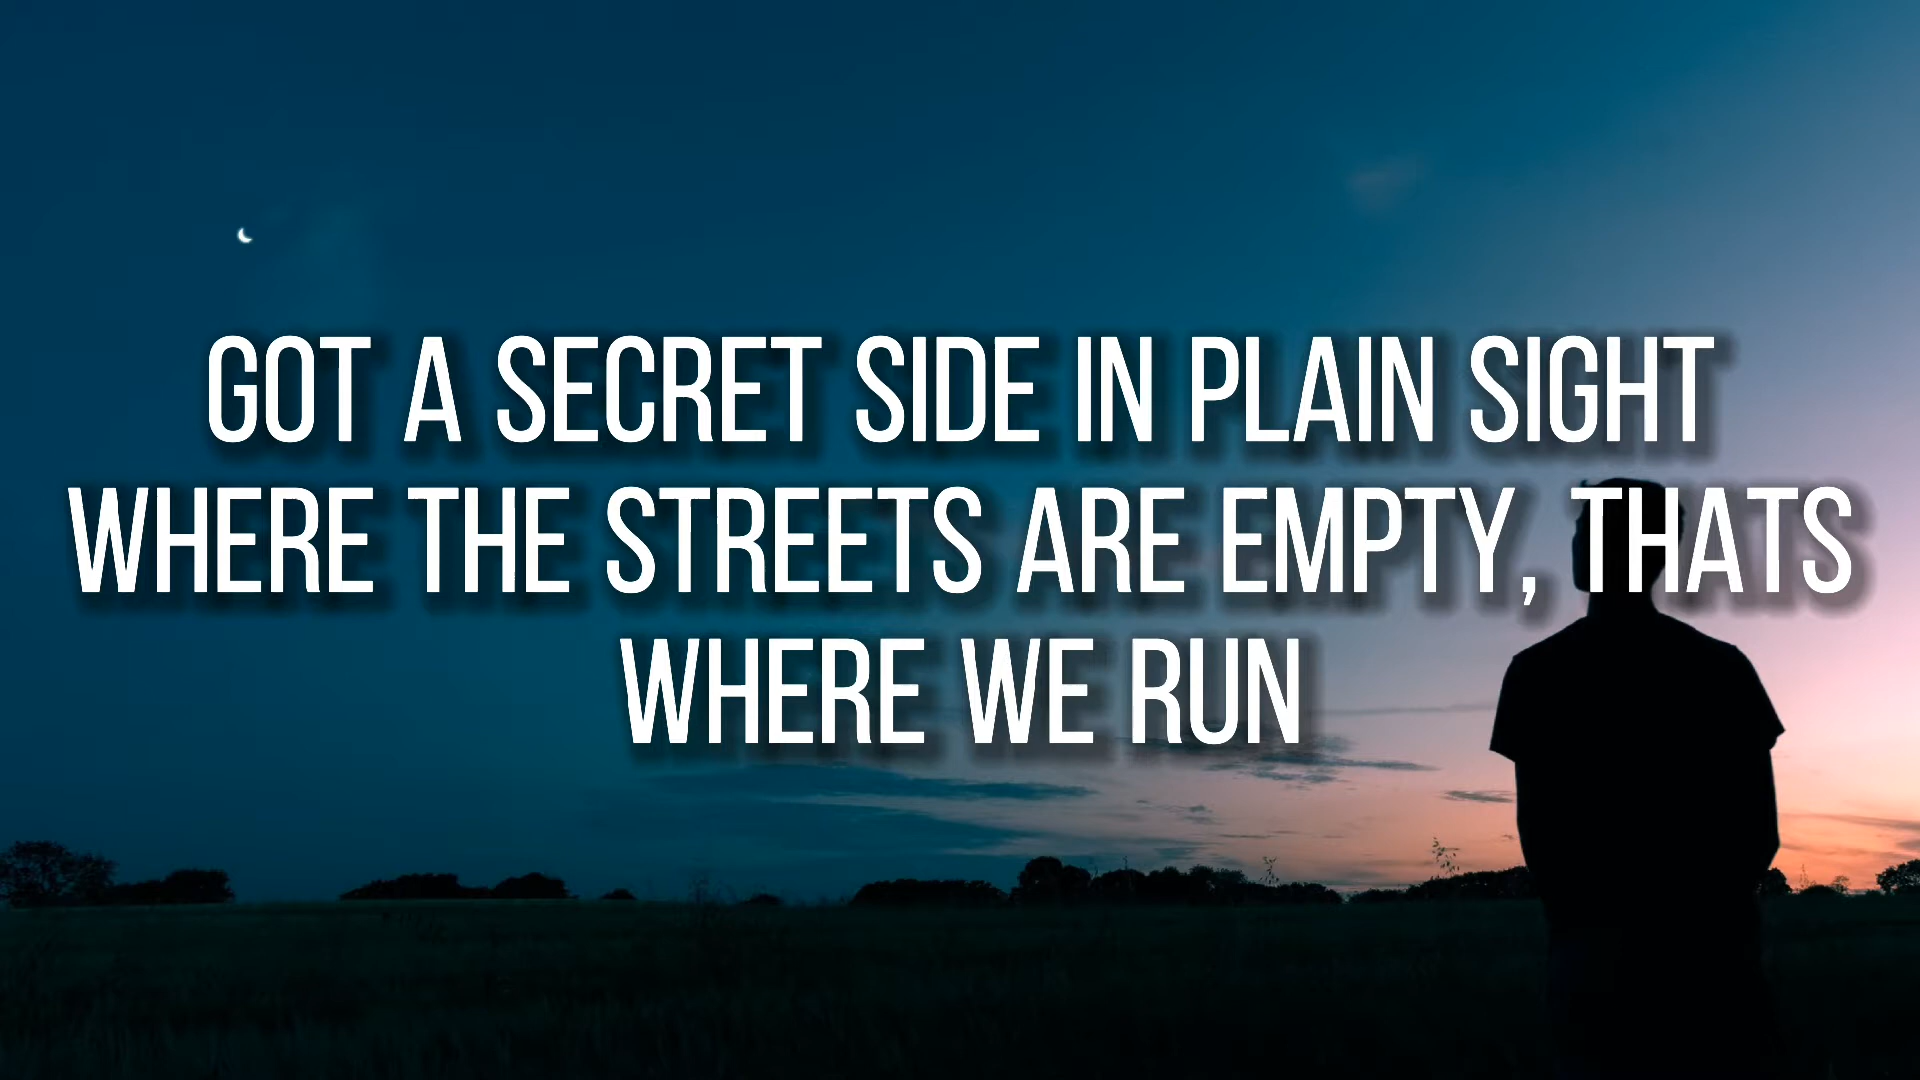 GOT A SECRET SIDE IN PLAIN SIGHT
WHERE THE STREETS ARE EMPTY, THATS
WHERE WE RUN